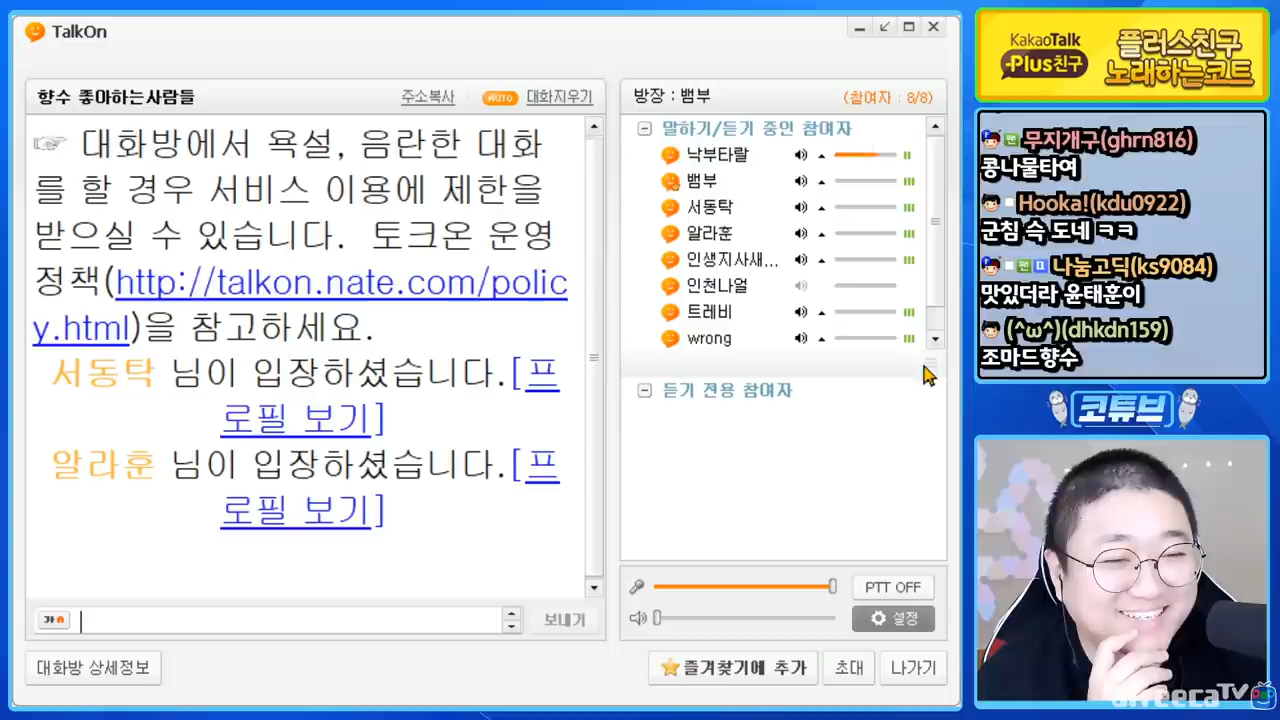 TalkOn
향수 좋아하는사람들
주소복사
AUTO
대화지우기
☞ 대화방에서 욕설, 음란한 대화
를 할 경우 서비스 이용에 제한을
받으실 수 있습니다. 토크온 운영
정책(http://talkon.nate.com/polic
y.html)을 참고하세요.
서동탁 님이 입장하셨습니다.[프
로필 보기]
알라훈 님이 입장하셨습니다.[프
로필 보기]
가
보내기
대화방 상세정보
방장 : 뱀부
(참여자 : 8/8)
말하기/듣기 중인 참여자
낙부타랄
뱀부
서동탁
알라훈
인생지사새...
인천나얼
트레비
wrong
듣기 전용 참여자
PTT OFF
설정
즐겨찾기에 추가
초대
나가기
KakaoTalk
Plus친구
플러스친구
노래하는코트
팬 무지개구(ghrn816)
콩나물타여
Hooka!(kdu0922)
군침 슥 도네 ㅋㅋ
팬 나눔고딕(ks9084)
맛있더라 윤태훈이
(^ω^)(dhkdn159)
조마드향수
코튜브
afreecaTV